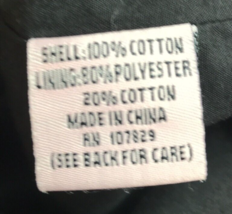 SHELL:100% COTTON
LINING:80% POLYESTER
20% COTTON
MADE IN CHINA
RN 107829
(SEE BACK FOR CARE)